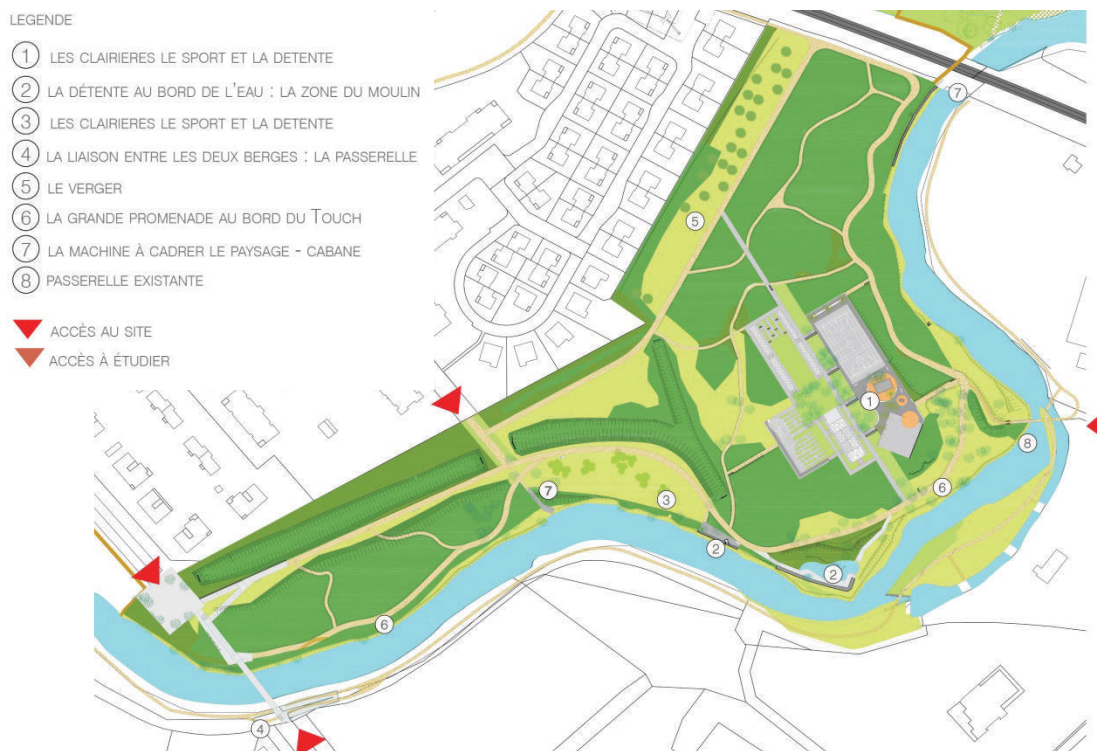 LEGENDE
1 LES CLAIRIERES LE SPORT ET LA DETENTE
2 LA DÉTENTE AU BORD DE L'EAU : LA ZONE DU MOULIN
3 LES CLAIRIERES LE SPORT ET LA DETENTE
4 LA LIAISON ENTRE LES DEUX BERGES : LA PASSERELLE
5 LE VERGER
6 LA GRANDE PROMENADE AU BORD DU TOUCH
7 LA MACHINE À CADRER LE PAYSAGE - CABANE
8 PASSERELLE EXISTANTE
ACCÈS AU SITE
ACCÈS À ÉTUDIER
7
5
1
8
6
7
3
2
2
6
4